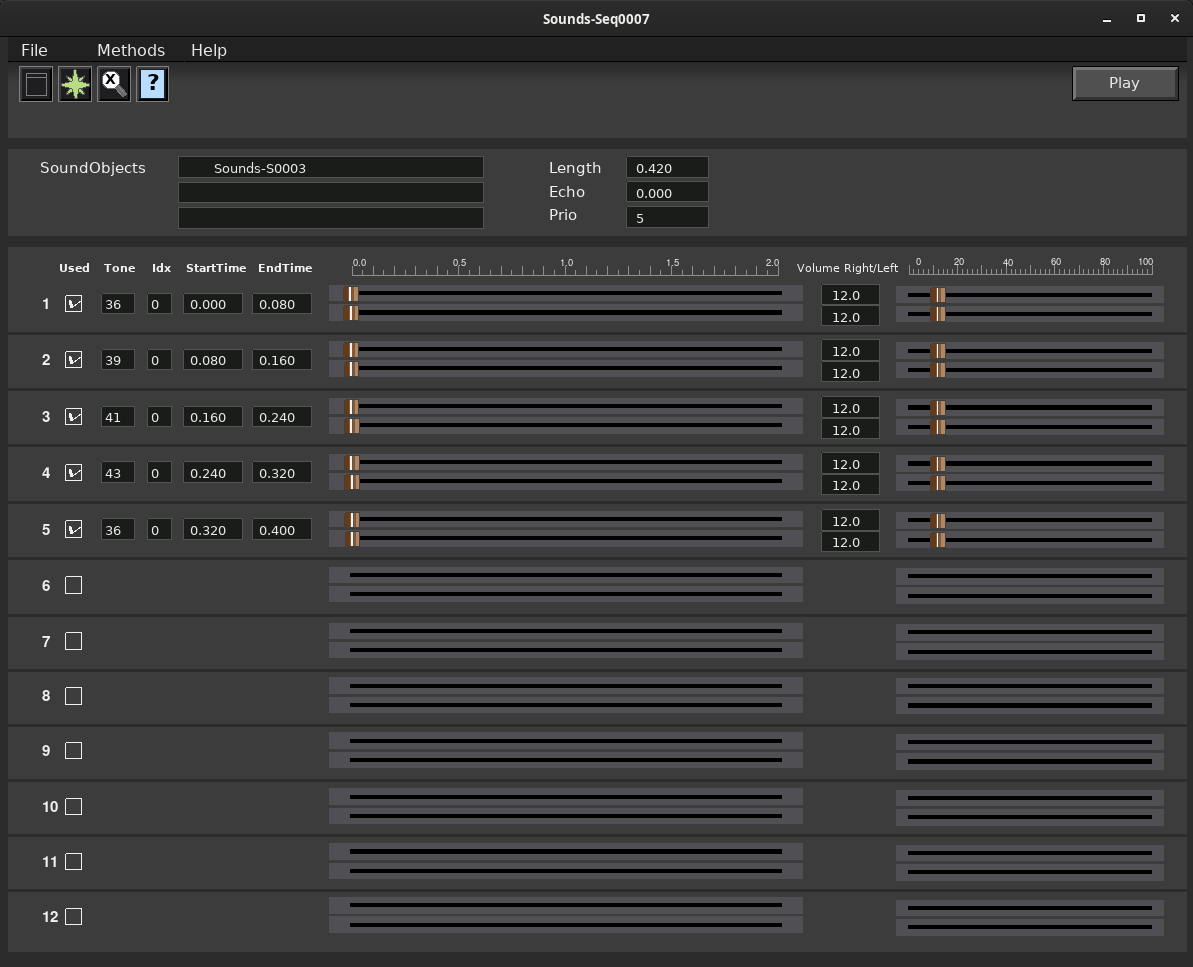 Sounds-Seq0007
File Methods Help
X ? Play
SoundObjects Sounds-S0003 Length 0.420
Echo 0.000
Prio 5
Used Tone Idx StartTime EndTime 0.0 0.5 1.0 1.5 2.0 Volume Right/Left 0 20 40 60 80 100
1 36 0 0.000 0.080 12.0
12.0
2 39 0 0.080 0.160 12.0
12.0
3 41 0 0.160 0.240 12.0
12.0
4 43 0 0.240 0.320 12.0
12.0
5 36 0 0.320 0.400 12.0
12.0
6
7
8
9
10
11
12